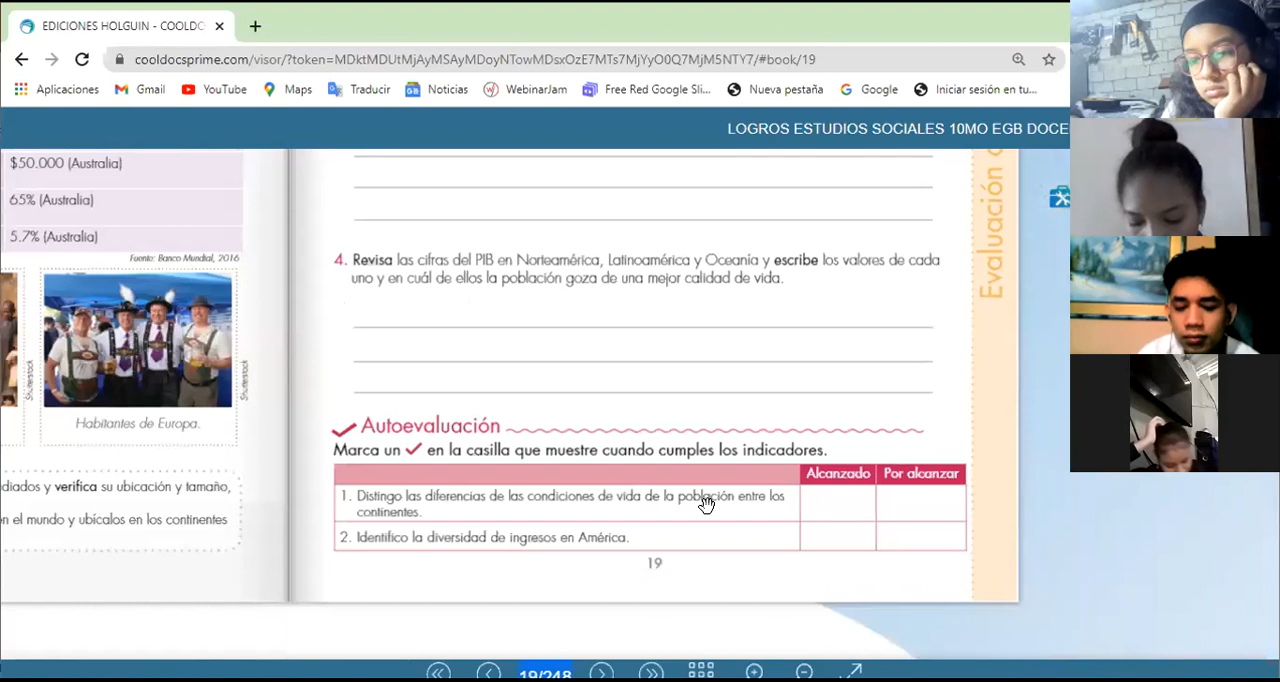 EDICIONES HOLGUIN - COOLDO
cooldocsprime.com/visor/?token=MDktMDUtMjAyMSAyMDoyNTowMDsxOzE7MTs7MjYyO0Q7MjM5NTY7/#book/19
Aplicaciones Gmail YouTube Maps Traducir Noticias WebinarJam Free Red Google Sli... Nueva pestaña Google Iniciar sesión en tu...
LOGROS ESTUDIOS SOCIALES 10MO EGB DOCE
$50.000 (Australia)
65% (Australia)
5.7% (Australia)
Fuente: Banco Mundial, 2016
Shutterstock
Shutterstock
Habitantes de Europa.
diados y verifica su ubicación y tamaño,
n el mundo y ubícalos en los continentes
4. Revisa las cifras del PIB en Norteamérica, Latinoamérica y Oceanía y escribe los valores de cada
uno y en cuál de ellos la población goza de una mejor calidad de vida.
Autoevaluación
Marca un ✓ en la casilla que muestre cuando cumples los indicadores.
Alcanzado Por alcanzar
1. Distingo las diferencias de las condiciones de vida de la población entre los
continentes.
2. Identifico la diversidad de ingresos en América.
19
Evaluación
19/248